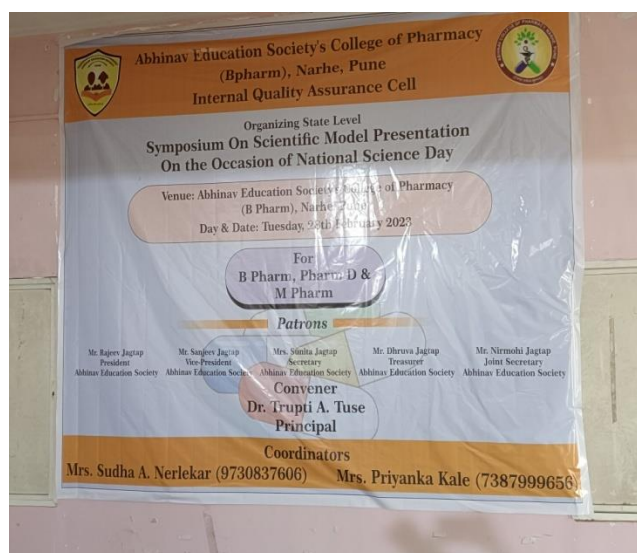 Abhinav Education Society's College of Pharmacy
(Bpharm), Narhe, Pune
Internal Quality Assurance Cell
Organizing State Level
Symposium On Scientific Model Presentation
On the Occasion of National Science Day
Venue: Abhinav Education Society's College of Pharmacy
(B Pharm), Narhe, Pune
Day & Date: Tuesday, 28th February 2023
For
B Pharm, Pharm D &
M Pharm
Patrons
Mr. Rajeev Jagtap
President
Abhinav Education Society
Mr. Sanjeev Jagtap
Vice-President
Abhinav Education Society
Mrs. Sunita Jagtap
Secretary
Abhinav Education Society
Mr. Dhruva Jagtap
Treasurer
Abhinav Education Society
Mr. Nirmohi Jagtap
Joint Secretary
Abhinav Education Society
Convener
Dr. Trupti A. Tuse
Principal
Coordinators
Mrs. Sudha A. Nerlekar (9730837606) Mrs. Priyanka Kale (7387999656)